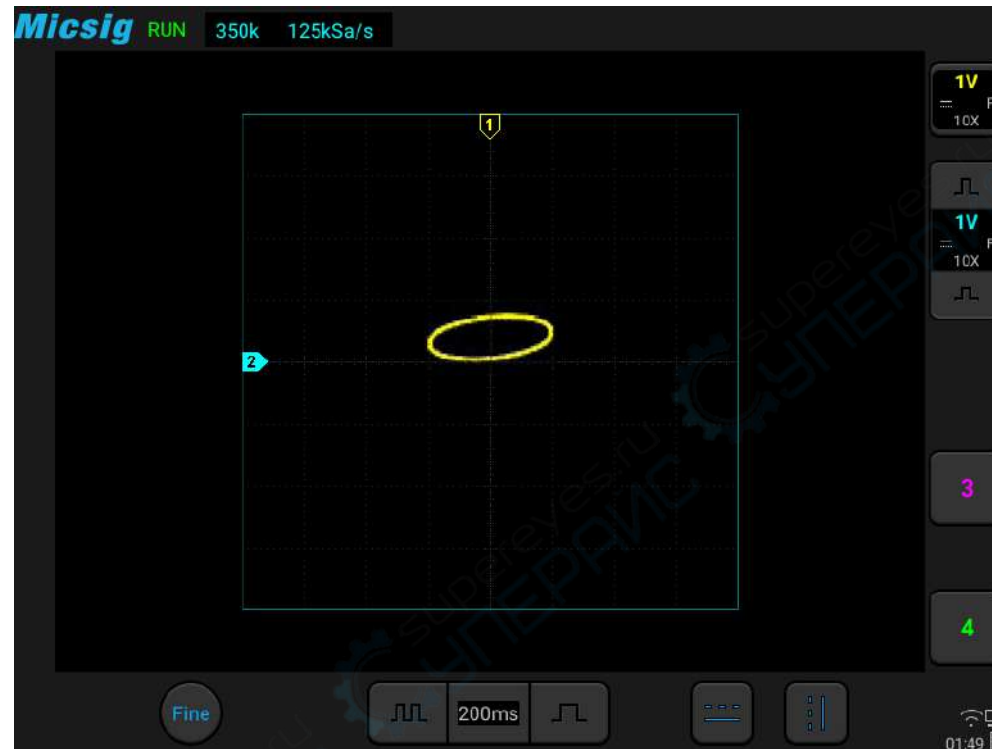 Micsig RUN 350k 125kSa/s
1
1V
F
10X
1V
F
10X
2
3
4
Fine
200ms
01:49
supereyes.ru
СУПЕРАЙС
supereyes.ru
СУПЕРАЙС